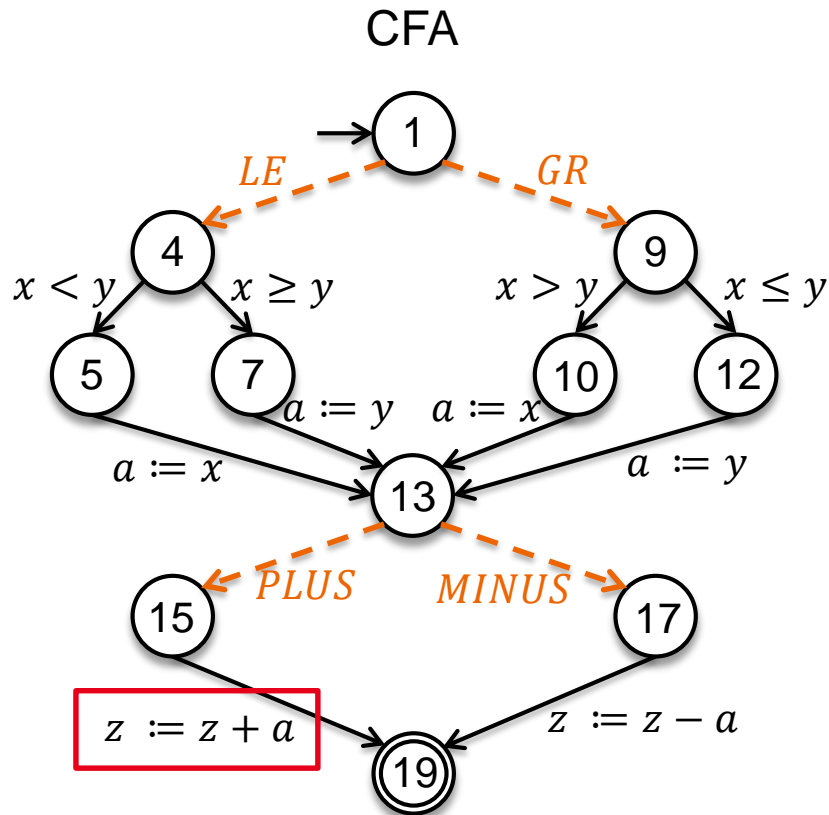 CFA
1
LE GR
4 9
x < y x ≥ y x > y x ≤ y
5 7 10 12
a := y a := x
a := x a := y
13
PLUS MINUS
15 17
z := z + a z := z − a
19